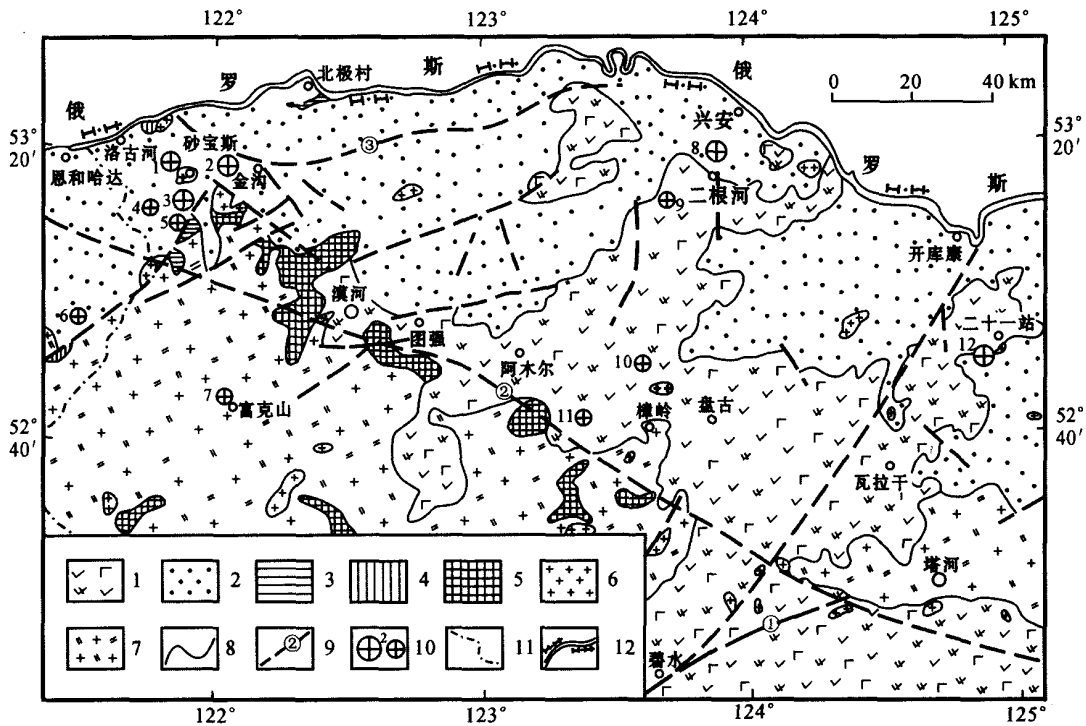 122°
123°
124°
125°
俄
罗
斯
俄
罗
斯
北极村
0 20 40 km
53°
20′
53°
20′
兴安
洛古河
砂宝斯
恩和哈达
金沟
二根河
1
2
3
4
5
6
7
8
9
10
11
12
③
②
①
开库康
漠河
图强
阿木尔
二十一站
富克山
樟岭
盘古
52°
40′
52°
40′
瓦拉干
塔河
碧水
1
2
3
4
5
6
7
8
② 9
2 10
11
12
122°
123°
124°
125°